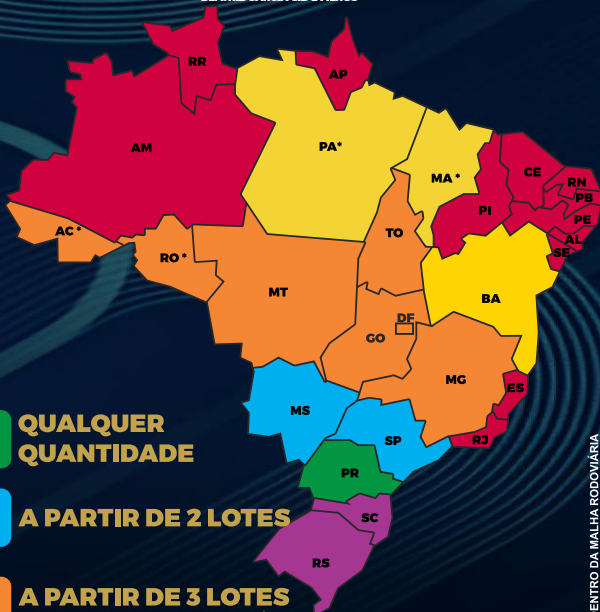 RR
AP
AM
PA*
MA *
CE
RN
PB
PE
AL
SE
PI
AC *
RO *
TO
MT
BA
DF
GO
MG
ES
MS
SP
RJ
PR
SC
RS
QUALQUER
QUANTIDADE
A PARTIR DE 2 LOTES
A PARTIR DE 3 LOTES
ENTRO DA MALHA RODOVIÁRIA